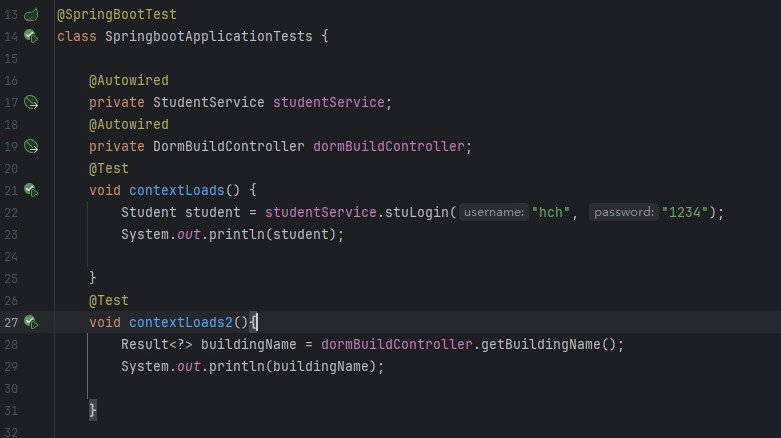 13 @SpringBootTest
14 class SpringbootApplicationTests {
15
16 @Autowired
17 private StudentService studentService;
18 @Autowired
19 private DormBuildController dormBuildController;
20 @Test
21 void contextLoads() {
22 Student student = studentService.stuLogin( username: "hch", password: "1234");
23 System.out.println(student);
24
25 }
26 @Test
27 void contextLoads2(){
28 Result<?> buildingName = dormBuildController.getBuildingName();
29 System.out.println(buildingName);
30
31 }
32